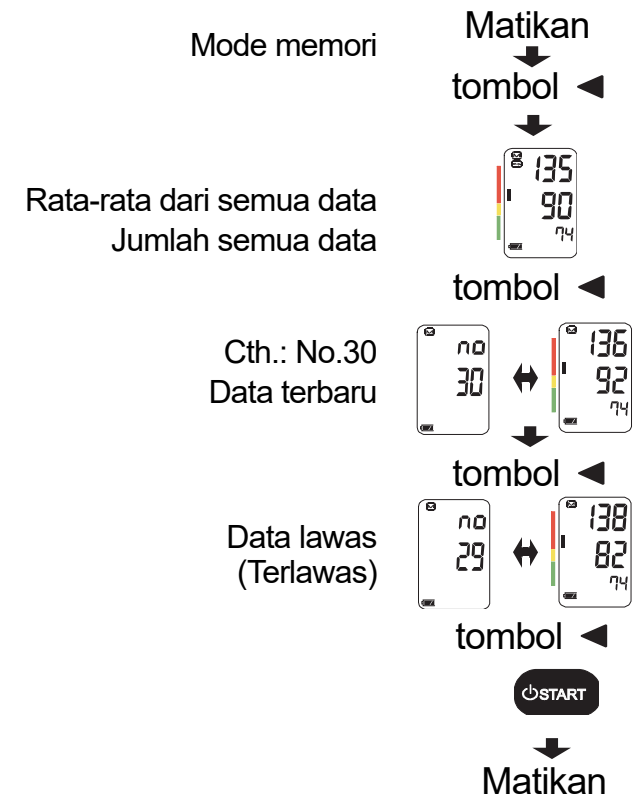 Matikan
Mode memori
tombol ◄
135
90
74
Rata-rata dari semua data
Jumlah semua data
tombol ◄
Cth.: No.30
Data terbaru
no
30
136
92
74
tombol ◄
Data lawas
(Terlawas)
no
29
138
82
74
tombol ◄
START
Matikan